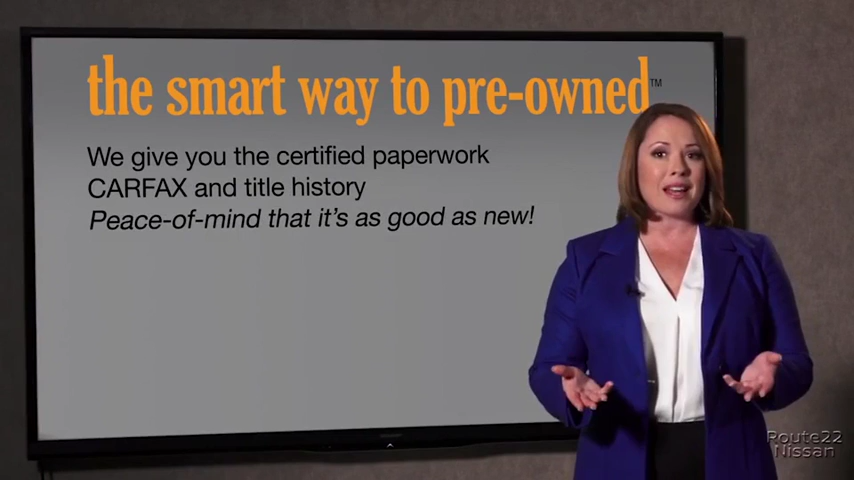 the smart way to pre-owned™
We give you the certified paperwork
CARFAX and title history
Peace-of-mind that it's as good as new!
Route22
Nissan